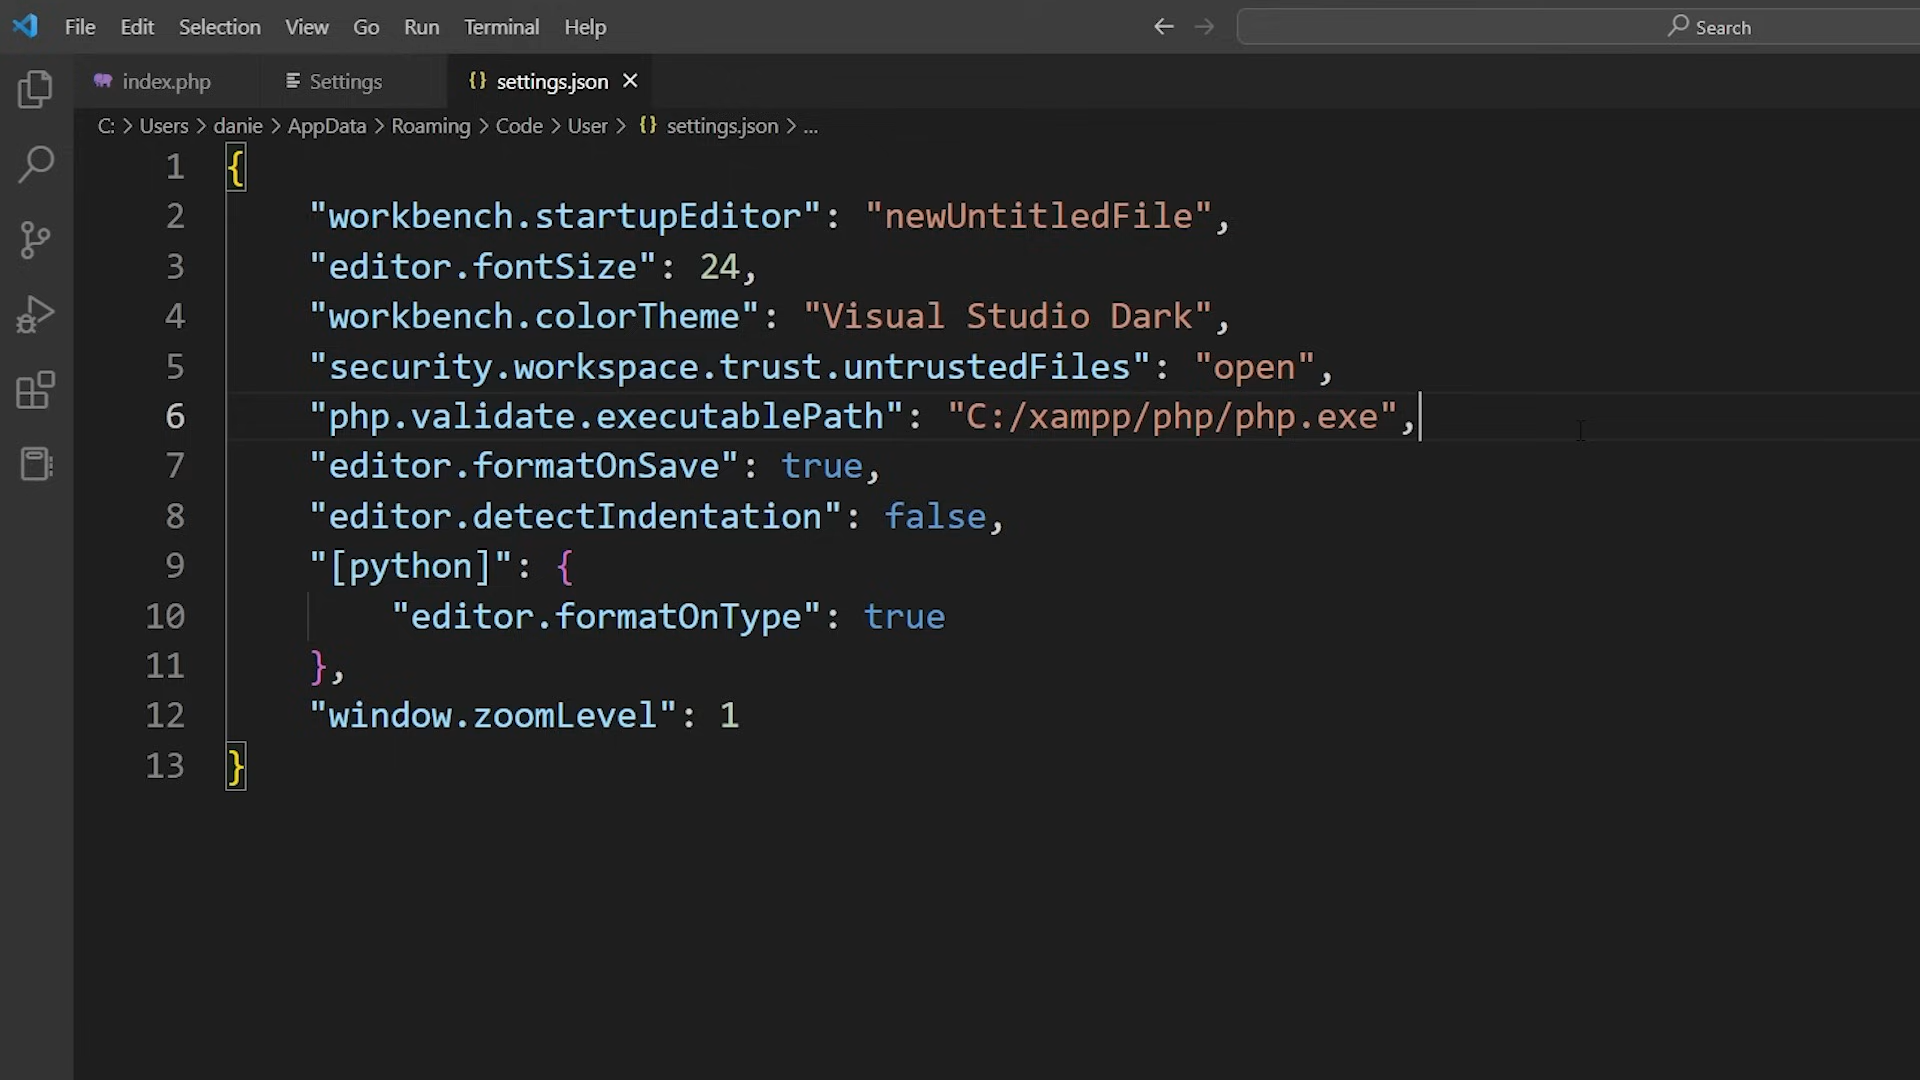 File Edit Selection View Go Run Terminal Help Search
index.php Settings {} settings.json
C: > Users > danie > AppData > Roaming > Code > User > {} settings.json > ...
1 {
2 "workbench.startupEditor": "newUntitledFile",
3 "editor.fontSize": 24,
4 "workbench.colorTheme": "Visual Studio Dark",
5 "security.workspace.trust.untrustedFiles": "open",
6 "php.validate.executablePath": "C:/xampp/php/php.exe",
7 "editor.formatOnSave": true,
8 "editor.detectIndentation": false,
9 "[python]": {
10 "editor.formatOnType": true
11 },
12 "window.zoomLevel": 1
13 }